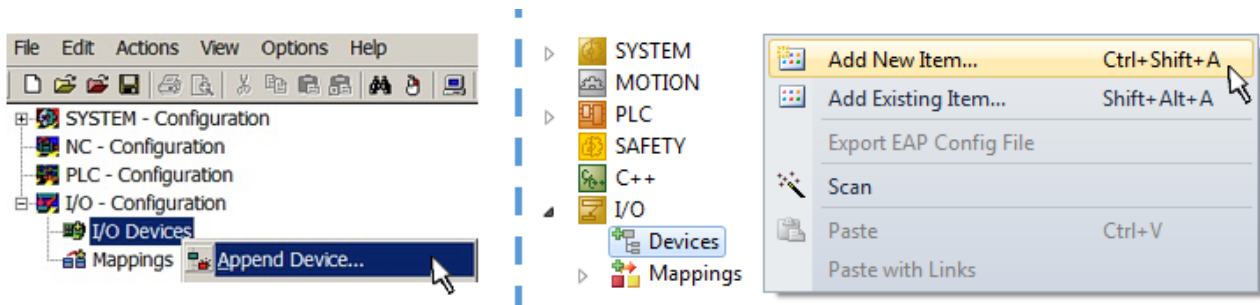 File Edit Actions View Options Help
SYSTEM - Configuration
NC - Configuration
PLC - Configuration
I/O - Configuration
I/O Devices
Mappings
Append Device...
SYSTEM
MOTION
PLC
SAFETY
C++
I/O
Devices
Mappings
Add New Item... Ctrl+Shift+A
Add Existing Item... Shift+Alt+A
Export EAP Config File
Scan
Paste Ctrl+V
Paste with Links